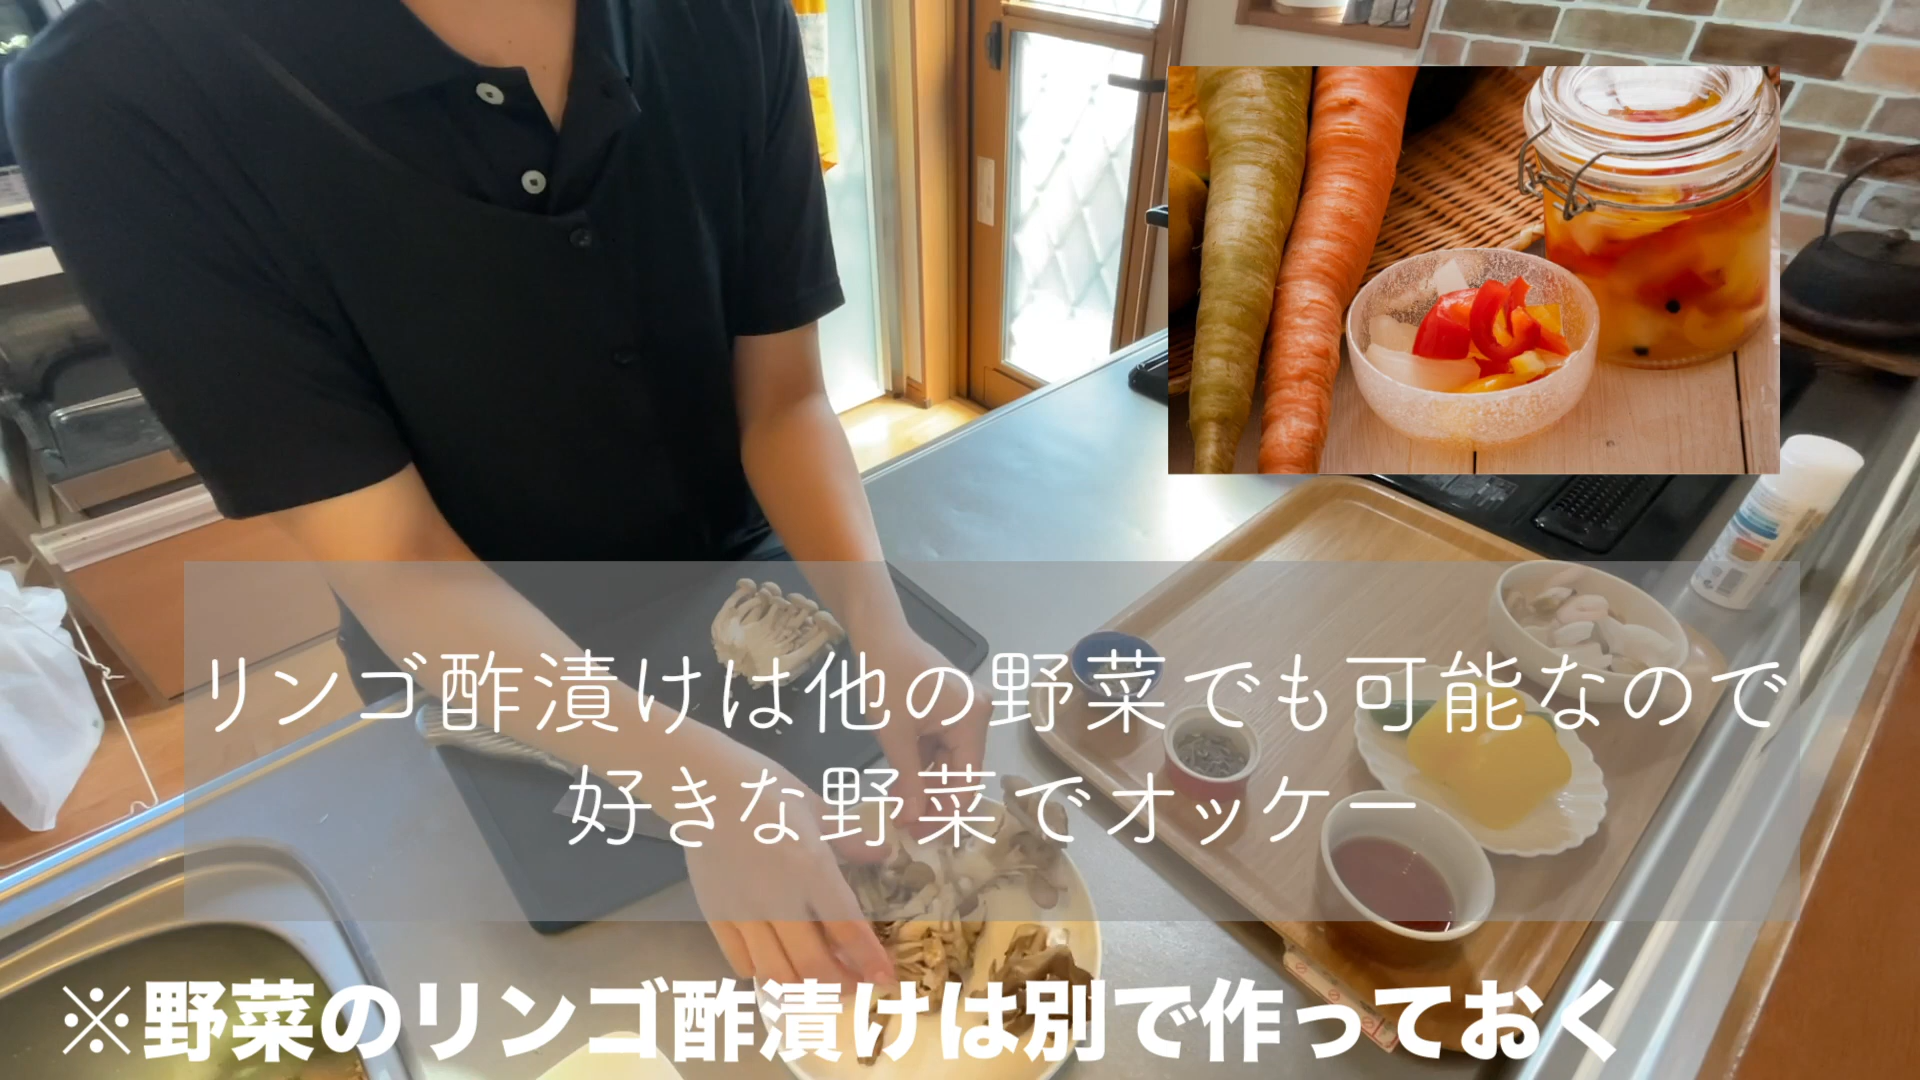 リンゴ酢漬けは他の野菜でも可能なので
好きな野菜でオッケー
※野菜のリンゴ酢漬けは別で作っておく